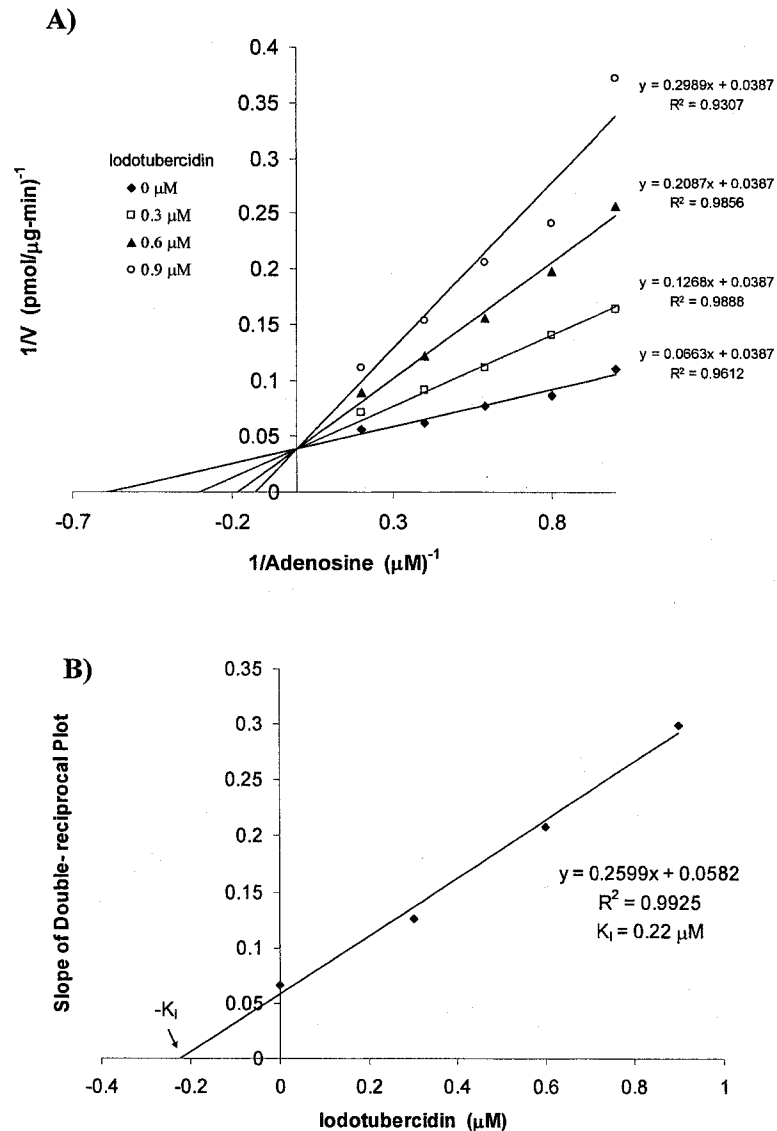 A)
0.4
0.35
0.3
0.25
0.2
0.15
0.1
0.05
0
-0.7
-0.2
0.3
0.8
1/V (pmol/μg-min)⁻¹
1/Adenosine (μM)⁻¹
Iodotubercidin
0 μM
0.3 μM
0.6 μM
0.9 μM
y = 0.2989x + 0.0387
R² = 0.9307
y = 0.2087x + 0.0387
R² = 0.9856
y = 0.1268x + 0.0387
R² = 0.9888
y = 0.0663x + 0.0387
R² = 0.9612
B)
0.35
0.3
0.25
0.2
0.15
0.1
0.05
0
-0.4
-0.2
0
0.2
0.4
0.6
0.8
1
Slope of Double- reciprocal Plot
Iodotubercidin (μM)
-K_I
y = 0.2599x + 0.0582
R² = 0.9925
K_I = 0.22 μM